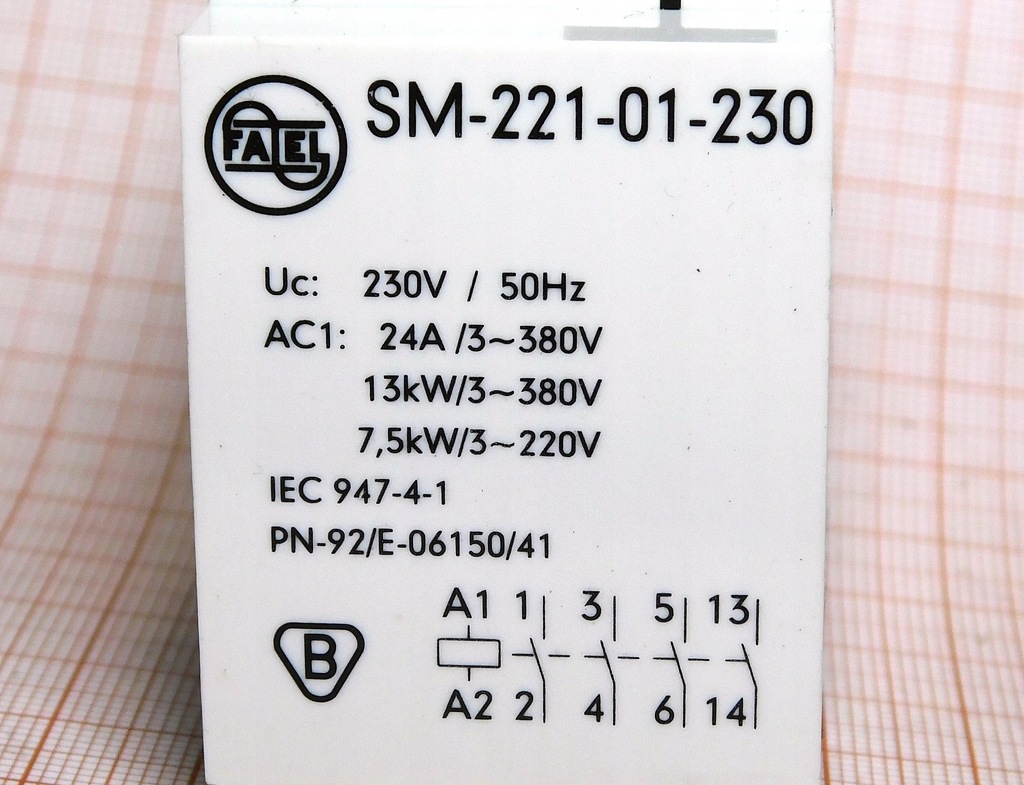 FAEL SM-221-01-230
Uc: 230V / 50Hz
AC1: 24A /3~380V
13kW/3~380V
7,5kW/3~220V
IEC 947-4-1
PN-92/E-06150/41
B
A1 1 3 5 13
A2 2 4 6 14